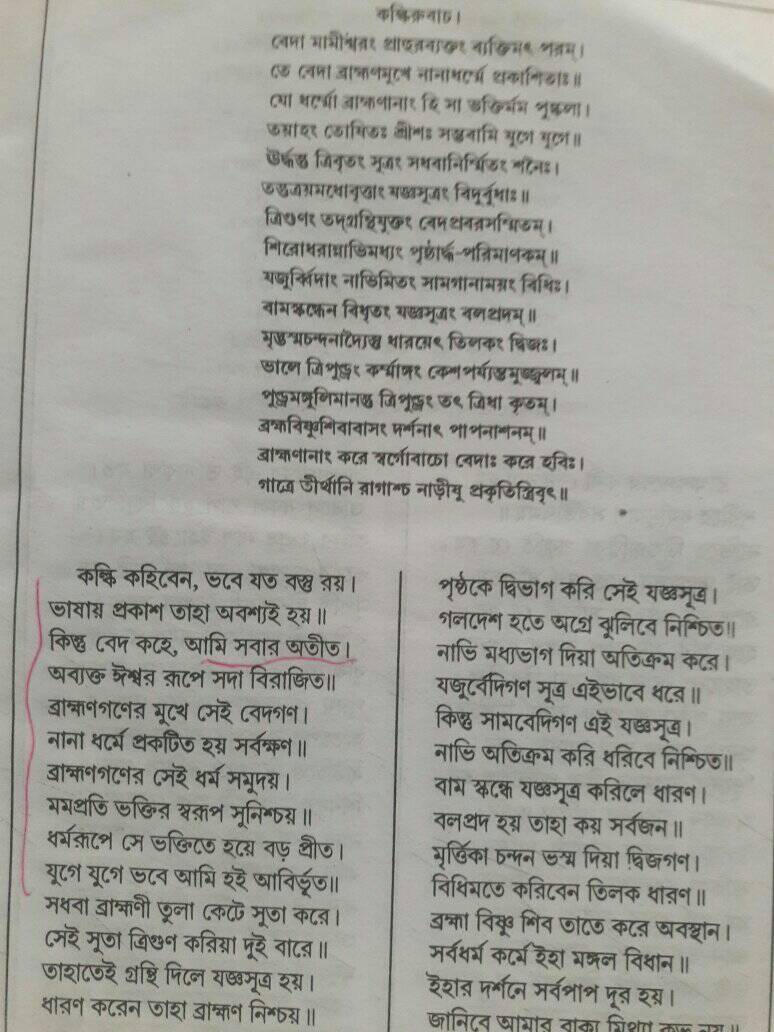 কল্কিরুবাচ।
বেদা মামীশ্বরং প্রাহুরব্যক্তং ব্যক্তিমৎ পরম্।
তে বেদা ব্রাহ্মণমুখে নানাধর্ম্মে প্রকাশিতাঃ॥
যো ধর্ম্মো ব্রাহ্মণানাং হি সা ভক্তির্মম পুষ্কলা।
তয়াহং তোষিতঃ শ্রীশঃ সম্ভবামি যুগে যুগে॥
ঊর্দ্ধন্তু ত্রিবৃতং সূত্রং সধবানির্ম্মিতং শনৈঃ।
তন্তুত্রয়মধোবৃত্তং যজ্ঞসূত্রং বিদুর্বুধাঃ॥
ত্রিগুণং তদ্গ্রন্থিযুক্তং বেদপ্রবরসম্মিতম্।
শিরোধরান্নাভিমধ্যং পৃষ্ঠার্দ্ধ-পরিমাণকম্॥
যজুর্ব্বিদাং নাভিমিতং সামগানাময়ং বিধিঃ।
বামস্কন্ধেন বিধৃতং যজ্ঞসূত্রং বলপ্রদম্॥
মৃদ্ভস্মচন্দনাদ্যৈস্তু ধারয়েৎ তিলকং দ্বিজঃ।
ভালে ত্রিপুণ্ড্রং কর্ম্মাঙ্গং কেশপর্য্যন্তমুজ্জ্বলম্॥
পুণ্ড্রমঙ্গুলিমানন্তু ত্রিপুণ্ড্রং তৎ ত্রিধা কৃতম্।
ব্রহ্মবিষ্ণুশিবাবাসং দর্শনাৎ পাপনাশনম্॥
ব্রাহ্মণানাং করে স্বর্গোবাচো বেদাঃ করে হবিঃ।
গাত্রে তীর্থানি রাগাশ্চ নাড়ীষু প্রকৃতিস্ত্রিবৃৎ॥
কল্কি কহিবেন, ভবে যত বস্তু রয়।
ভাষায় প্রকাশ তাহা অবশ্যই হয়॥
কিন্তু বেদ কহে, আমি সবার অতীত।
অব্যক্ত ঈশ্বর রূপে সদা বিরাজিত॥
ব্রাহ্মণগণের মুখে সেই বেদগণ।
নানা ধর্মে প্রকটিত হয় সর্বক্ষণ॥
ব্রাহ্মণগণের সেই ধর্ম সমুদয়।
মমপ্রতি ভক্তির স্বরূপ সুনিশ্চয়॥
ধর্মরূপে সে ভক্তিতে হয়ে বড় প্রীত।
যুগে যুগে ভবে আমি হই আবির্ভূত॥
সধবা ব্রাহ্মণী তুলা কেটে সুতা করে।
সেই সুতা ত্রিগুণ করিয়া দুই বারে॥
তাহাতেই গ্রন্থি দিলে যজ্ঞসূত্র হয়।
ধারণ করেন তাহা ব্রাহ্মণ নিশ্চয়॥
পৃষ্ঠকে দ্বিভাগ করি সেই যজ্ঞসূত্র।
গলদেশ হতে অগ্রে ঝুলিবে নিশ্চিত॥
নাভি মধ্যভাগ দিয়া অতিক্রম করে।
যজুর্বেদিগণ সূত্র এইভাবে ধরে॥
কিন্তু সামবেদিগণ এই যজ্ঞসূত্র।
নাভি অতিক্রম করি ধরিবে নিশ্চিত॥
বাম স্কন্ধে যজ্ঞসূত্র করিলে ধারণ।
বলপ্রদ হয় তাহা কয় সর্বজন॥
মৃর্ত্তিকা চন্দন ভস্ম দিয়া দ্বিজগণ।
বিধিমতে করিবেন তিলক ধারণ॥
ব্রহ্মা বিষ্ণু শিব তাতে করে অবস্থান।
সর্বধর্ম কর্মে ইহা মঙ্গল বিধান॥
ইহার দর্শনে সর্বপাপ দূর হয়।
জানিবে আমার বাক্য মিথ্যা কভু নয়॥